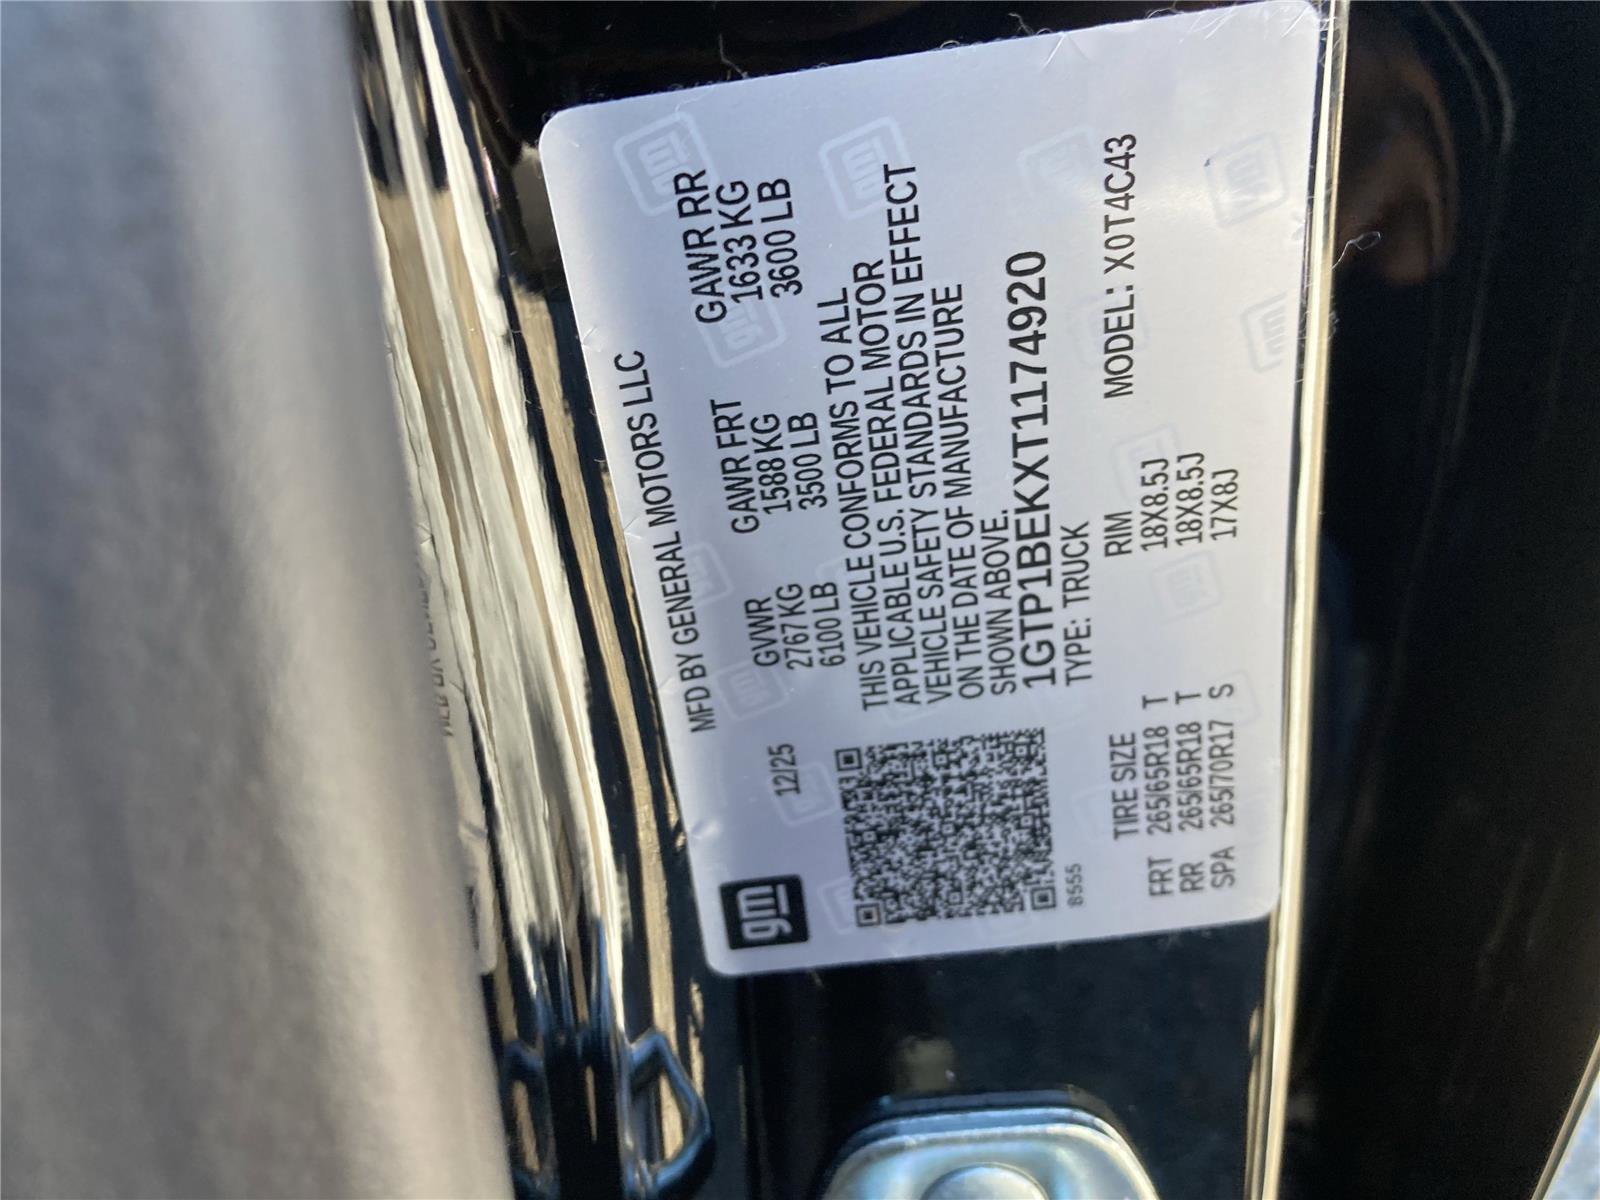 gm
MFD BY GENERAL MOTORS LLC
12/25
GVWR GAWR FRT GAWR RR
2767 KG 1588 KG 1633 KG
6100 LB 3500 LB 3600 LB
THIS VEHICLE CONFORMS TO ALL
APPLICABLE U.S. FEDERAL MOTOR
VEHICLE SAFETY STANDARDS IN EFFECT
ON THE DATE OF MANUFACTURE
SHOWN ABOVE.
1GTP1BEKXT1174920
TYPE: TRUCK
8555
MODEL: X0T4C43
TIRE SIZE RIM
FRT 265/65R18 T 18X8.5J
RR 265/65R18 T 18X8.5J
SPA 265/70R17 S 17X8J